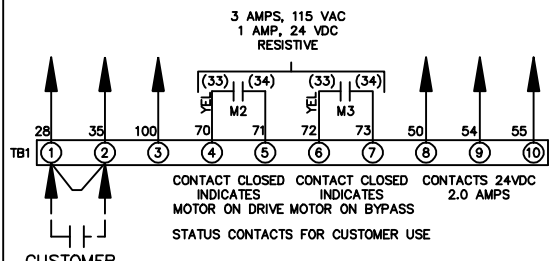 3 AMPS, 115 VAC
1 AMP, 24 VDC
RESISTIVE
(33) (34) (33) (34)
YEL M2 YEL M3
28 35 100 70 71 72 73 50 54 55
TB1 1 2 3 4 5 6 7 8 9 10
CONTACT CLOSED CONTACT CLOSED CONTACTS 24VDC
INDICATES INDICATES 2.0 AMPS
MOTOR ON DRIVE MOTOR ON BYPASS
STATUS CONTACTS FOR CUSTOMER USE
CUSTOMER